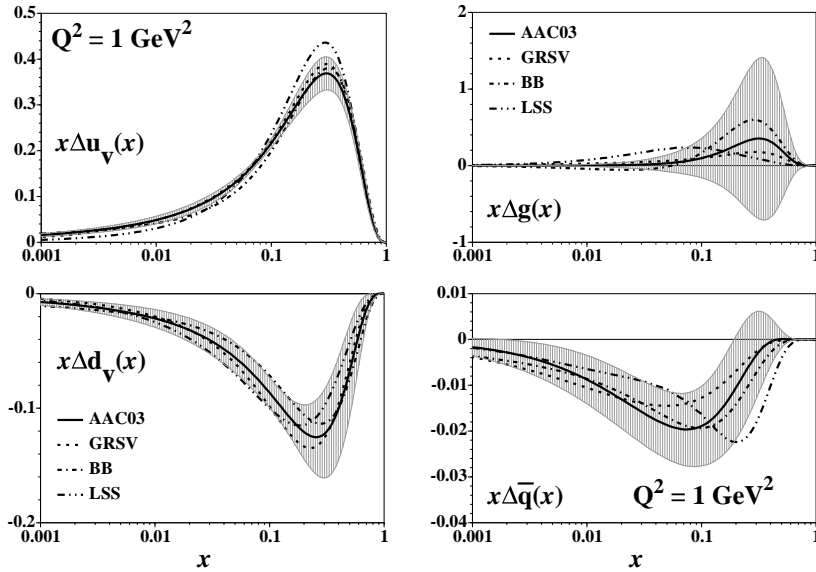 Q² = 1 GeV²
xΔu_v(x)
0.5
0.4
0.3
0.2
0.1
0
0.001
0.01
0.1
1
AAC03
GRSV
BB
LSS
xΔg(x)
2
1
0
-1
0.001
0.01
0.1
1
xΔd_v(x)
AAC03
GRSV
BB
LSS
0
-0.1
-0.2
0.001
0.01
0.1
1
x
0.01
0
-0.01
-0.02
-0.03
-0.04
xΔq̅(x)
Q² = 1 GeV²
0.001
0.01
0.1
1
x